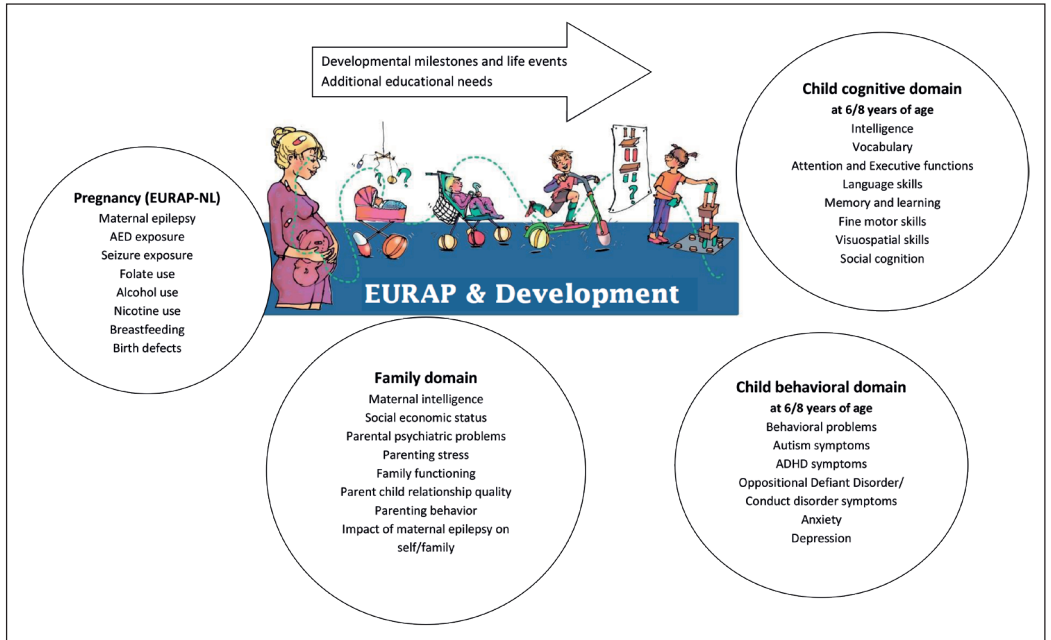 Developmental milestones and life events
Additional educational needs
Pregnancy (EURAP-NL)
Maternal epilepsy
AED exposure
Seizure exposure
Folate use
Alcohol use
Nicotine use
Breastfeeding
Birth defects
? ?
?
?
EURAP & Development
Child cognitive domain
at 6/8 years of age
Intelligence
Vocabulary
Attention and Executive functions
Language skills
Memory and learning
Fine motor skills
Visuospatial skills
Social cognition
Family domain
Maternal intelligence
Social economic status
Parental psychiatric problems
Parenting stress
Family functioning
Parent child relationship quality
Parenting behavior
Impact of maternal epilepsy on
self/family
Child behavioral domain
at 6/8 years of age
Behavioral problems
Autism symptoms
ADHD symptoms
Oppositional Defiant Disorder/
Conduct disorder symptoms
Anxiety
Depression